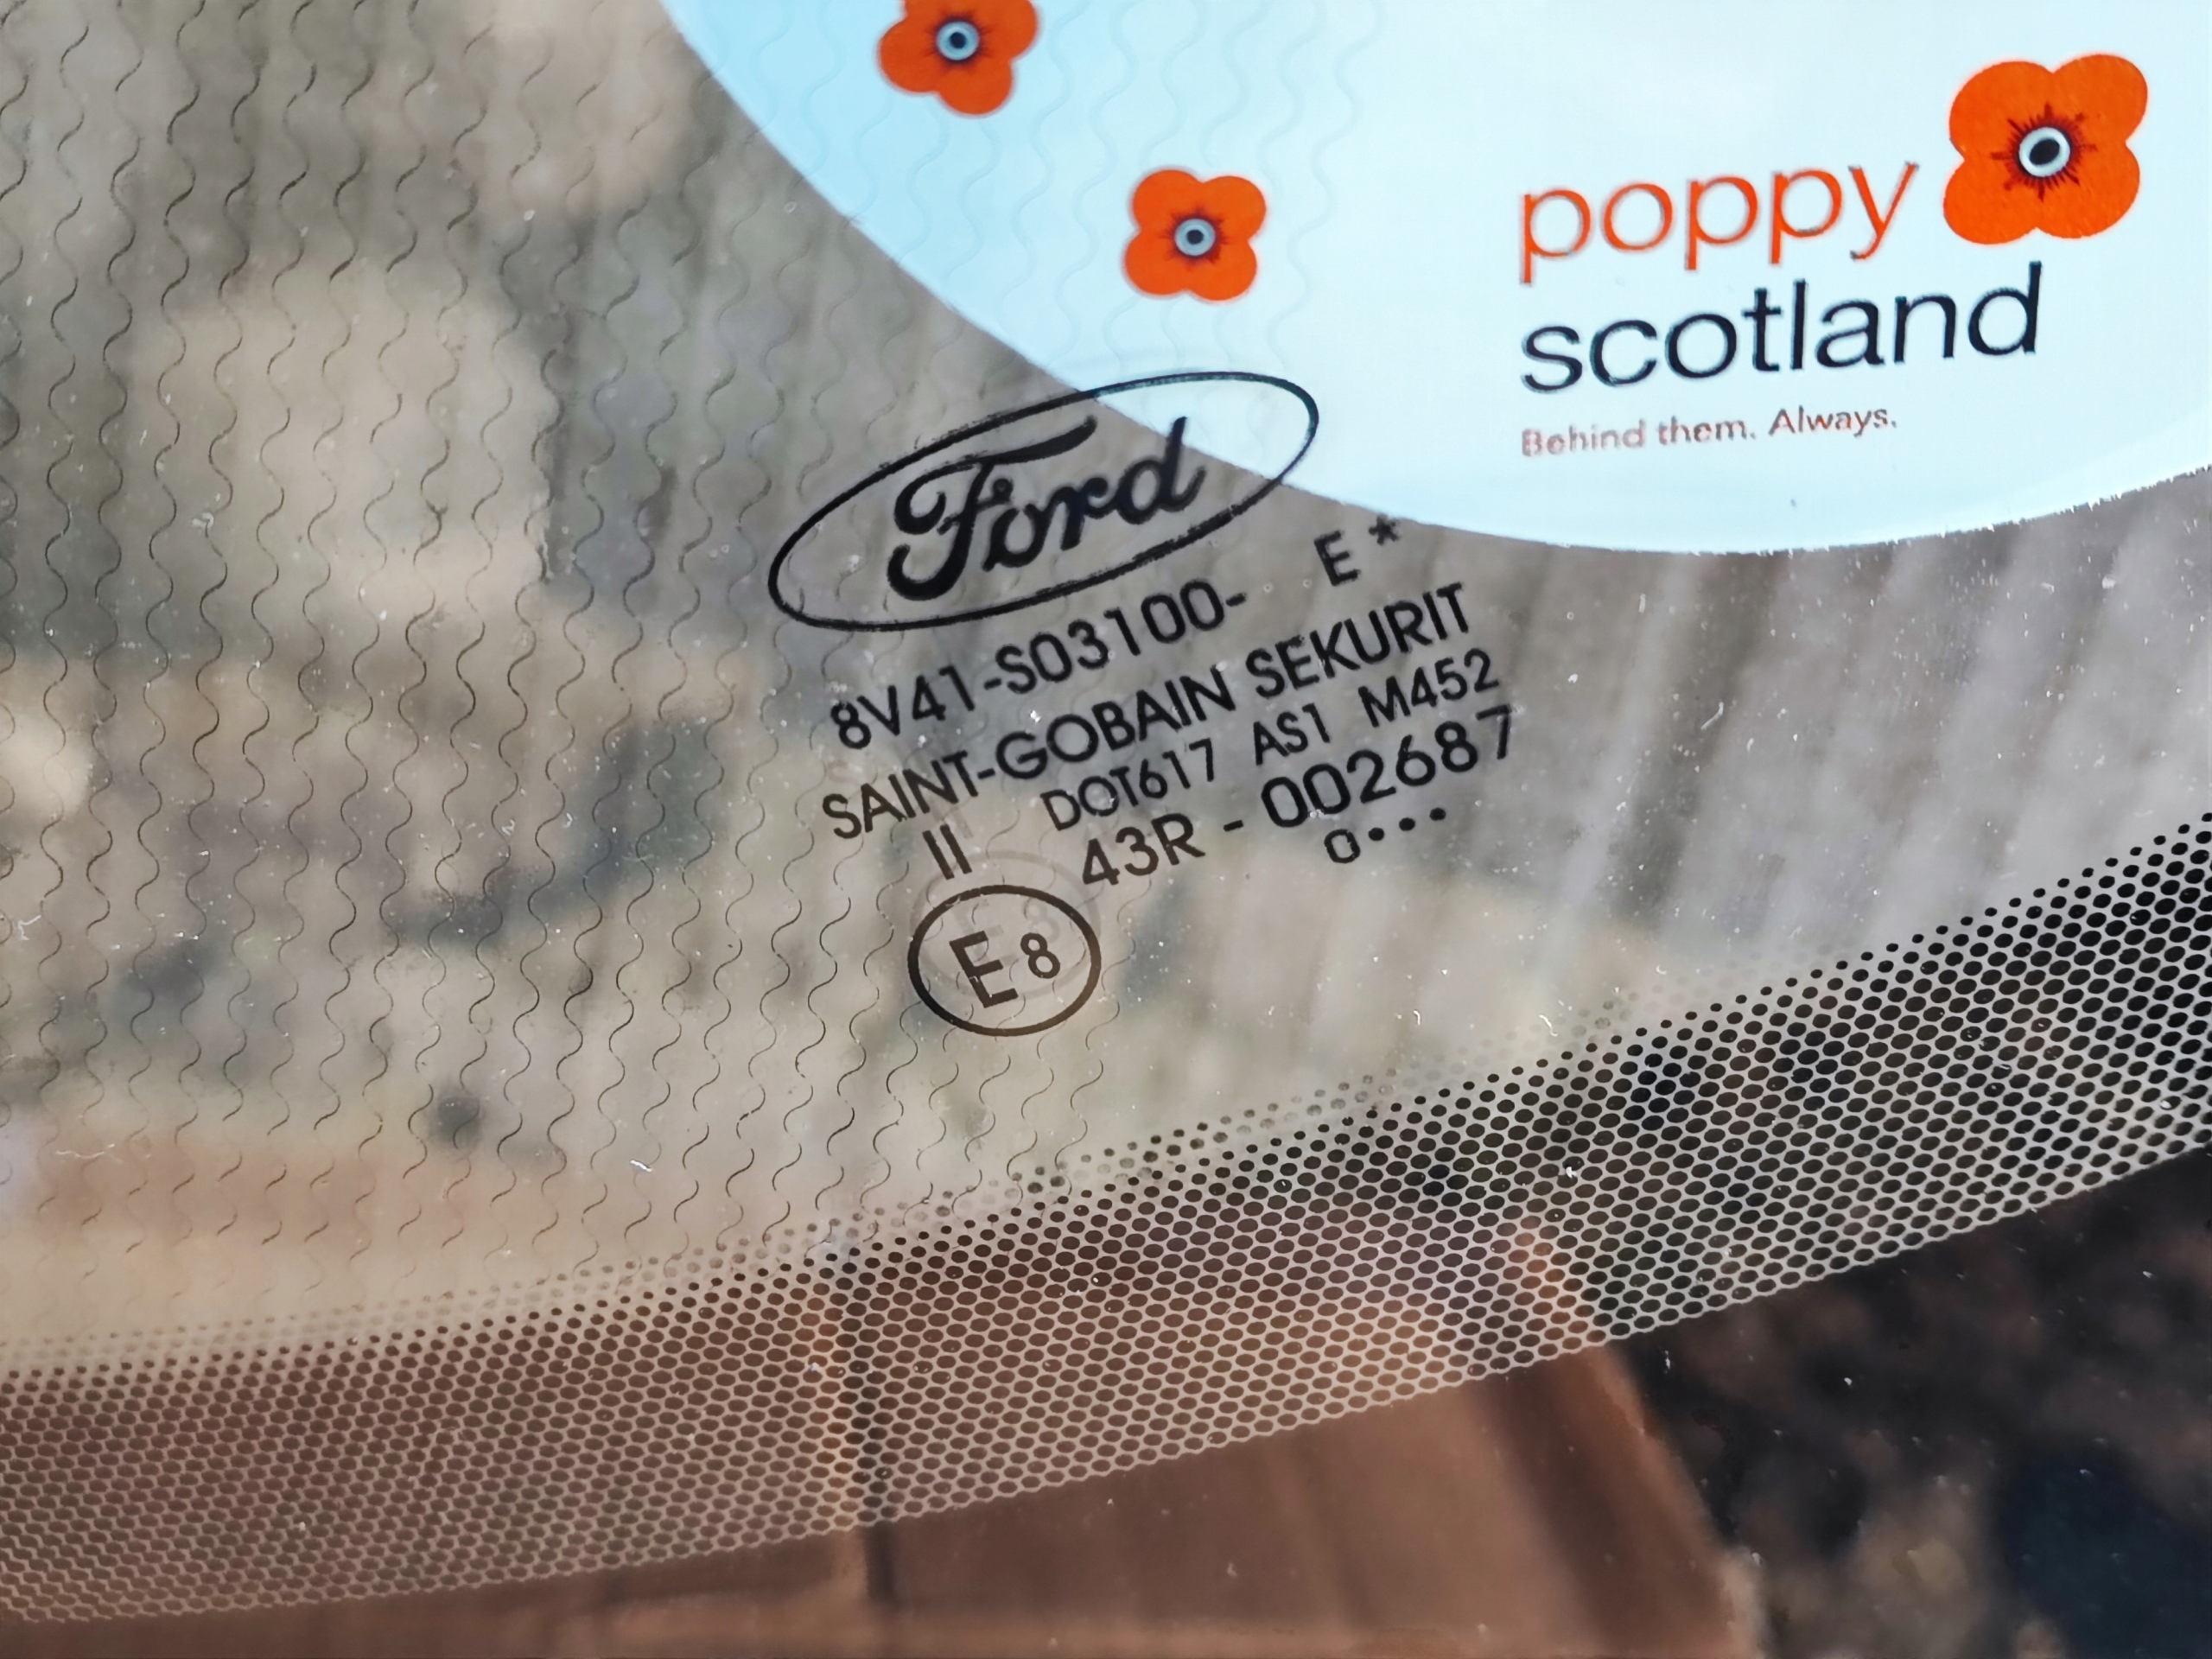 poppy
scotland
Behind them. Always.
Ford
8V41-S03100- E *
SAINT-GOBAIN SEKURIT
II DOT617 AS1 M452
43R - 002687
E8 o•••